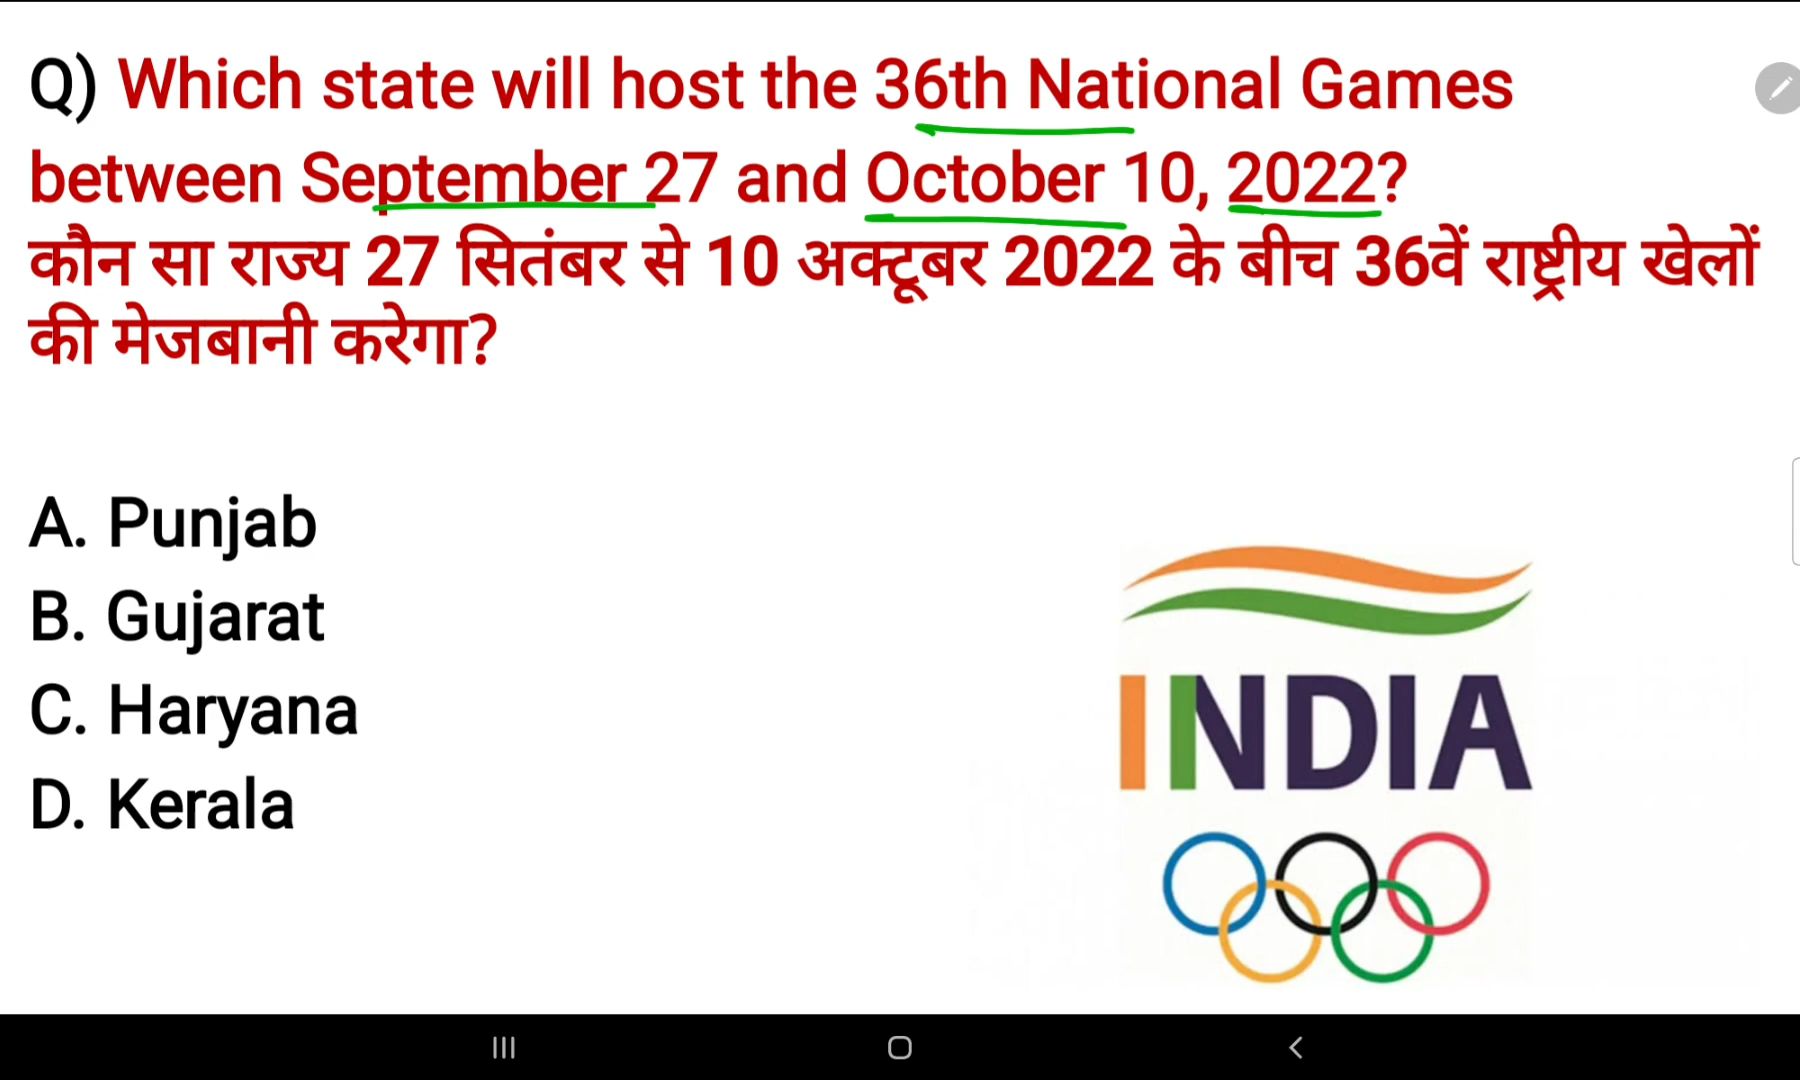 Q) Which state will host the 36th National Games
between September 27 and October 10, 2022?
कौन सा राज्य 27 सितंबर से 10 अक्टूबर 2022 के बीच 36वें राष्ट्रीय खेलों
की मेजबानी करेगा?
A. Punjab
B. Gujarat
C. Haryana
D. Kerala
INDIA